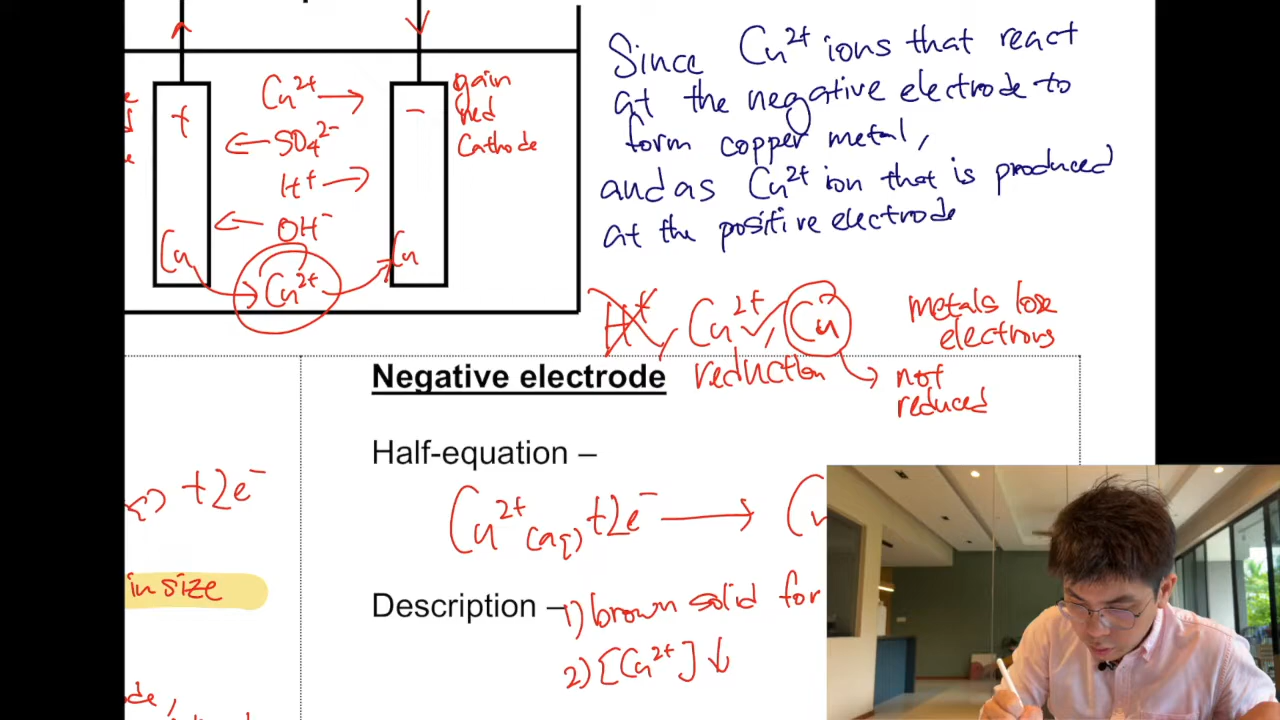 +
Cu²⁺ →
← SO₄²⁻
H⁺ →
← OH⁻
Cu
Cu²⁺
Cu
−
gain
red
Cathode
Since Cu²⁺ ions that react
at the negative electrode to
form copper metal,
and as Cu²⁺ ion that is produced
at the positive electrode
H⁺, Cu²⁺ ✓, Cu
metals lose
electrons
not
reduced
Negative electrode reduction
Half-equation –
+2e⁻
Cu²⁺(aq) +2e⁻ → Cu
in size
Description – 1) brown solid for
2) [Cu²⁺] ↓